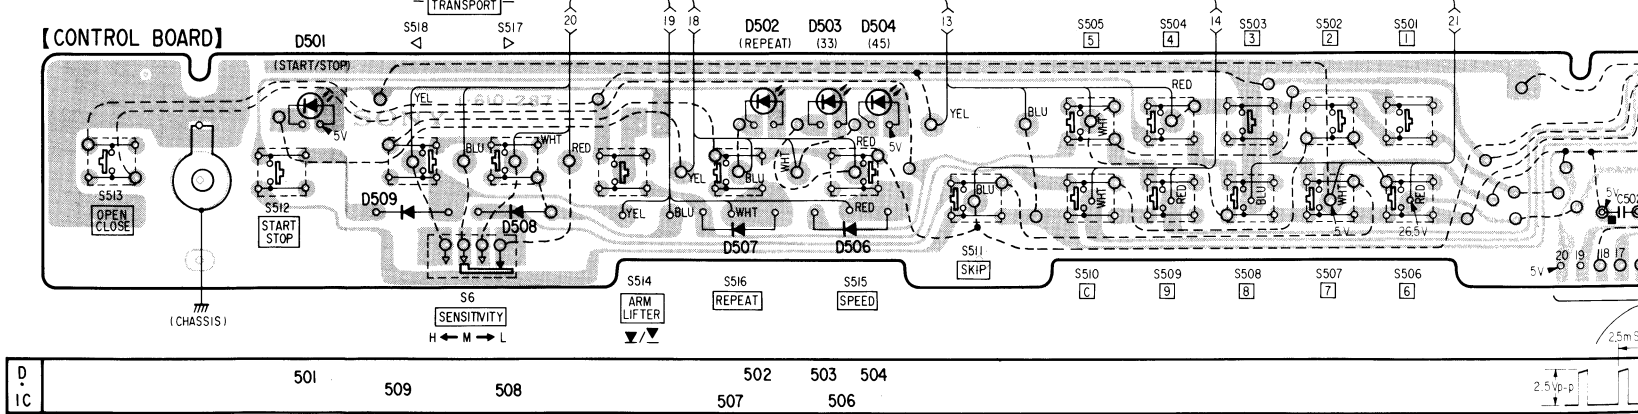 TRANSPORT
20
19
18
13
14
21
[CONTROL BOARD]
D501
(START/STOP)
S518
◁
S517
▷
D502
(REPEAT)
D503
(33)
D504
(45)
S505
5
S504
4
S503
3
S502
2
S501
1
YEL
5V
BLU
WHT
RED
YEL
BLU
WHT
RED
5V
YEL
BLU
WHT
RED
S513
OPEN
CLOSE
S512
START
STOP
D509
D508
YEL
BLU
WHT
RED
D507
D506
BLU
S511
SKIP
WHT
RED
BLU
WHT
5V
RED
26.5V
5V
C502
5V
20
19
18
17
(CHASSIS)
S6
SENSITIVITY
H ← M → L
S514
ARM
LIFTER
▼/▼
S516
REPEAT
S515
SPEED
S510
C
S509
9
S508
8
S507
7
S506
6
2.5m S
2.5Vp-p
D
·
IC
501
509
508
502
503
504
507
506